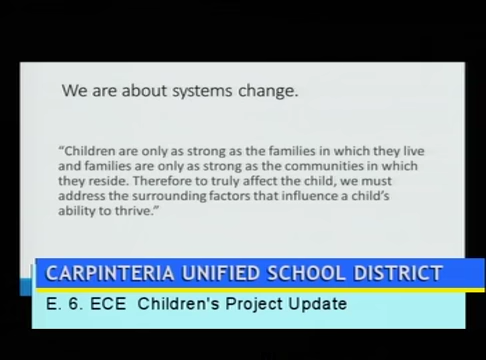 We are about systems change.
“Children are only as strong as the families in which they live
and families are only as strong as the communities in which
they reside. Therefore to truly affect the child, we must
address the surrounding factors that influence a child’s
ability to thrive.”
CARPINTERIA UNIFIED SCHOOL DISTRICT
E. 6. ECE Children's Project Update